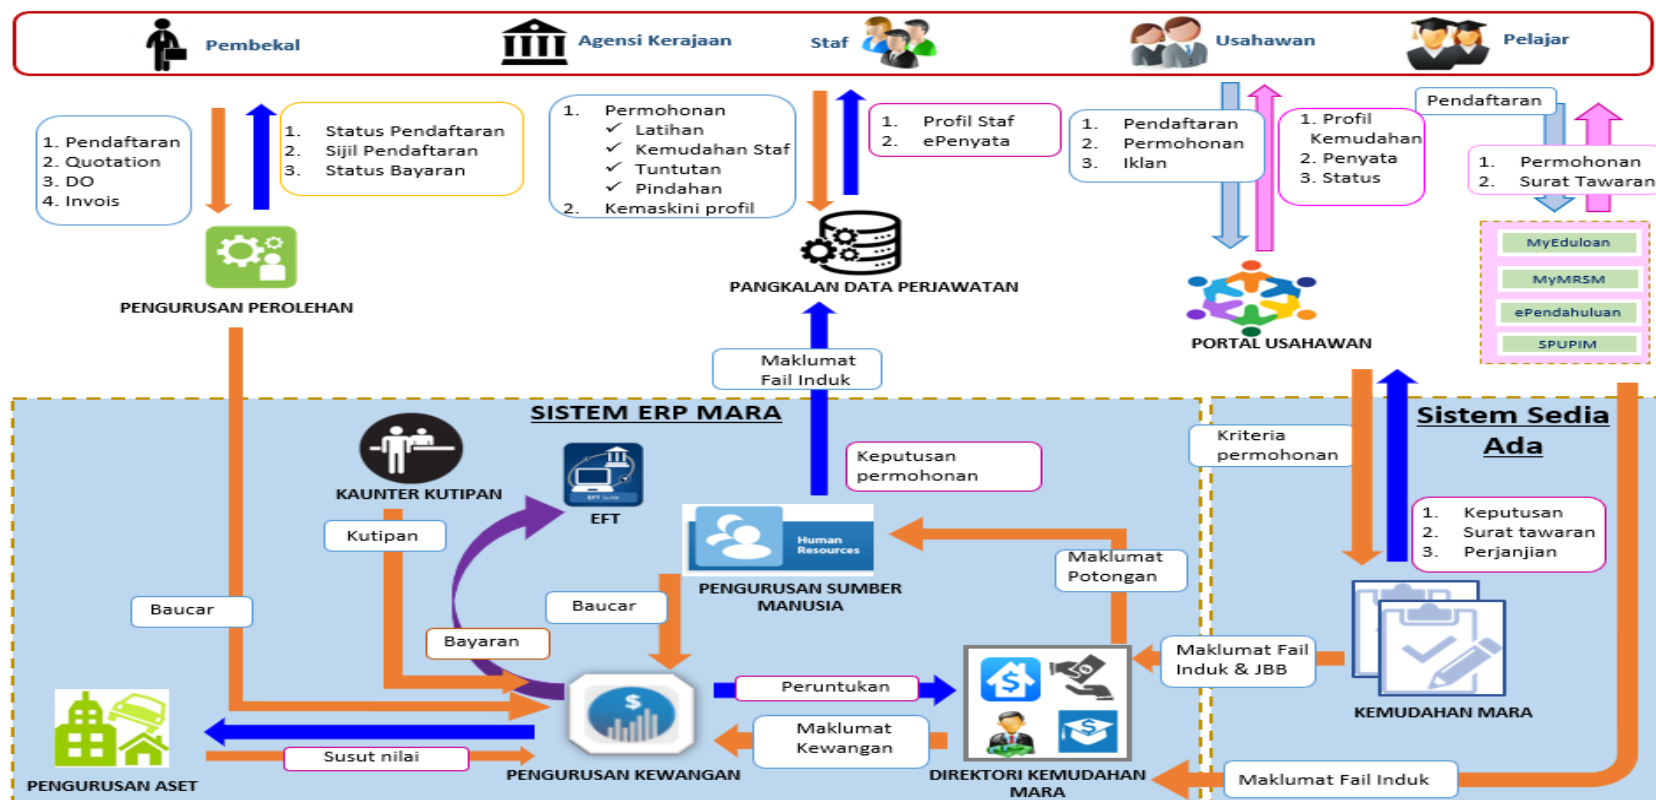 Pembekal
Agensi Kerajaan
Staf
Usahawan
Pelajar
1. Pendaftaran
2. Quotation
3. DO
4. Invois
1. Status Pendaftaran
2. Sijil Pendaftaran
3. Status Bayaran
1. Permohonan
✓ Latihan
✓ Kemudahan Staf
✓ Tuntutan
✓ Pindahan
2. Kemaskini profil
1. Profil Staf
2. ePenyata
1. Pendaftaran
2. Permohonan
3. Iklan
1. Profil
Kemudahan
2. Penyata
3. Status
Pendaftaran
1. Permohonan
2. Surat Tawaran
PENGURUSAN PEROLEHAN
PANGKALAN DATA PERJAWATAN
PORTAL USAHAWAN
MyEduloan
MyMRSM
ePendahuluan
SPUPIM
Maklumat
Fail Induk
SISTEM ERP MARA
Sistem Sedia
Ada
KAUNTER KUTIPAN
EFT Suite
EFT
Keputusan
permohonan
Kriteria
permohonan
Kutipan
Human
Resources
PENGURUSAN SUMBER
MANUSIA
Maklumat
Potongan
1. Keputusan
2. Surat tawaran
3. Perjanjian
Baucar
Baucar
Bayaran
Maklumat Fail
Induk & JBB
Peruntukan
KEMUDAHAN MARA
Maklumat
Kewangan
Susut nilai
PENGURUSAN ASET
PENGURUSAN KEWANGAN
DIREKTORI KEMUDAHAN
MARA
Maklumat Fail Induk